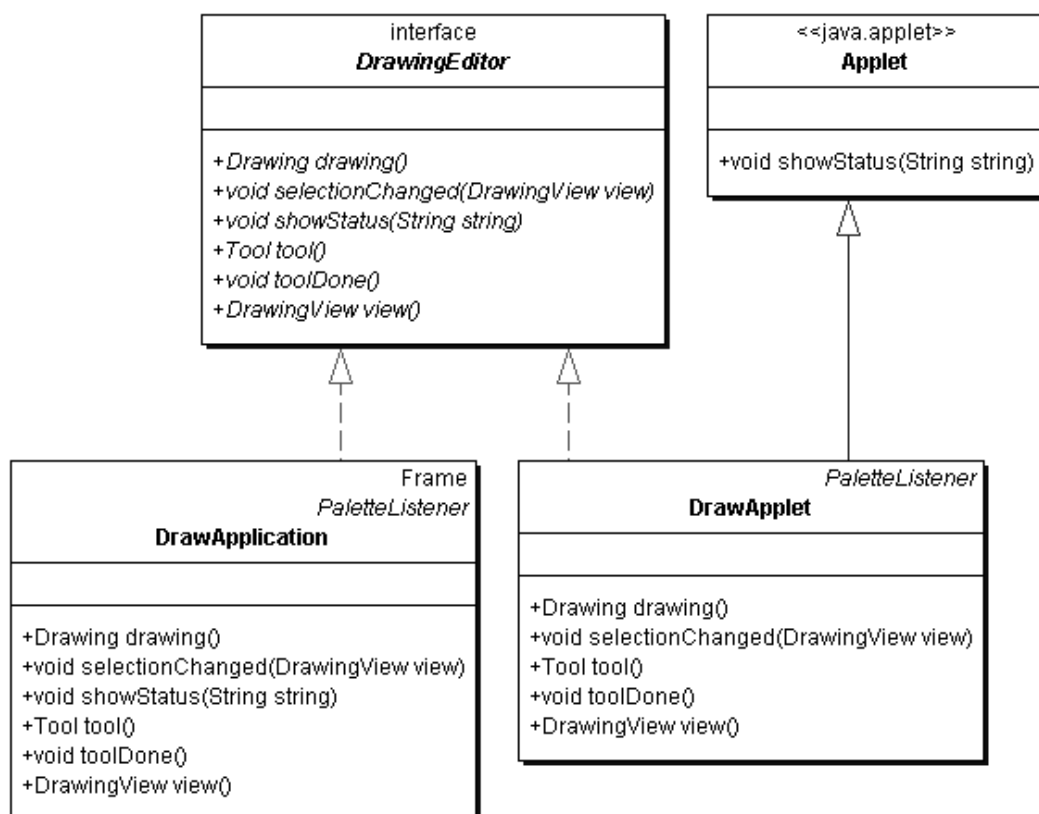 interface
DrawingEditor
+Drawing drawing()
+void selectionChanged(DrawingView view)
+void showStatus(String string)
+Tool tool()
+void toolDone()
+DrawingView view()
<<java.applet>>
Applet
+void showStatus(String string)
Frame
PaletteListener
DrawApplication
+Drawing drawing()
+void selectionChanged(DrawingView view)
+void showStatus(String string)
+Tool tool()
+void toolDone()
+DrawingView view()
PaletteListener
DrawApplet
+Drawing drawing()
+void selectionChanged(DrawingView view)
+Tool tool()
+void toolDone()
+DrawingView view()